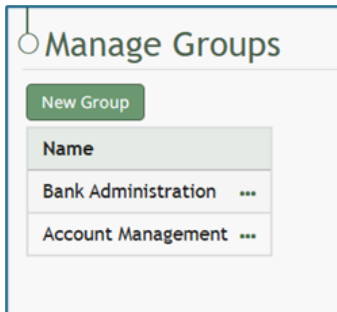 Manage Groups
New Group
Name
Bank Administration ...
Account Management ...